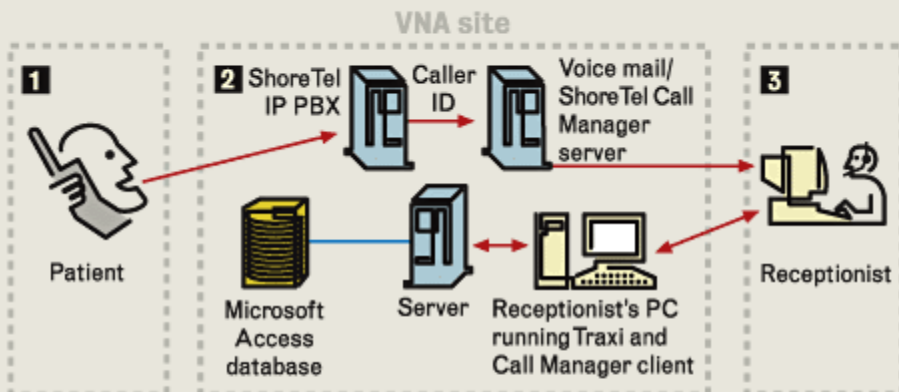 VNA site
1
Patient
2
ShoreTel
IP PBX
Caller
ID
Voice mail/
ShoreTel Call
Manager
server
Microsoft
Access
database
Server
Receptionist's PC
running Traxi and
Call Manager client
3
Receptionist